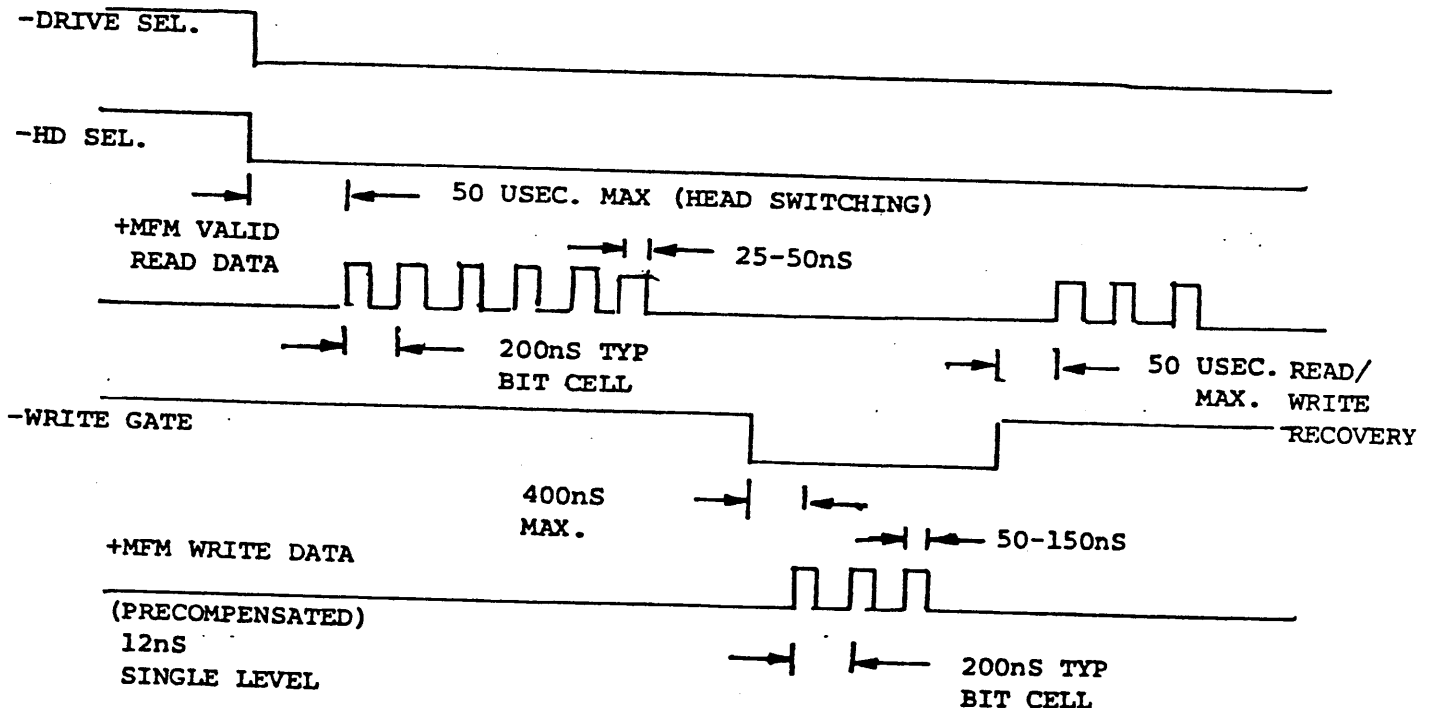 -DRIVE SEL.
-HD SEL.
50 USEC. MAX (HEAD SWITCHING)
+MFM VALID
READ DATA
25-50nS
200nS TYP
BIT CELL
50 USEC. READ/
MAX. WRITE
RECOVERY
-WRITE GATE
400nS
MAX.
50-150nS
+MFM WRITE DATA
(PRECOMPENSATED)
12nS
SINGLE LEVEL
200nS TYP
BIT CELL